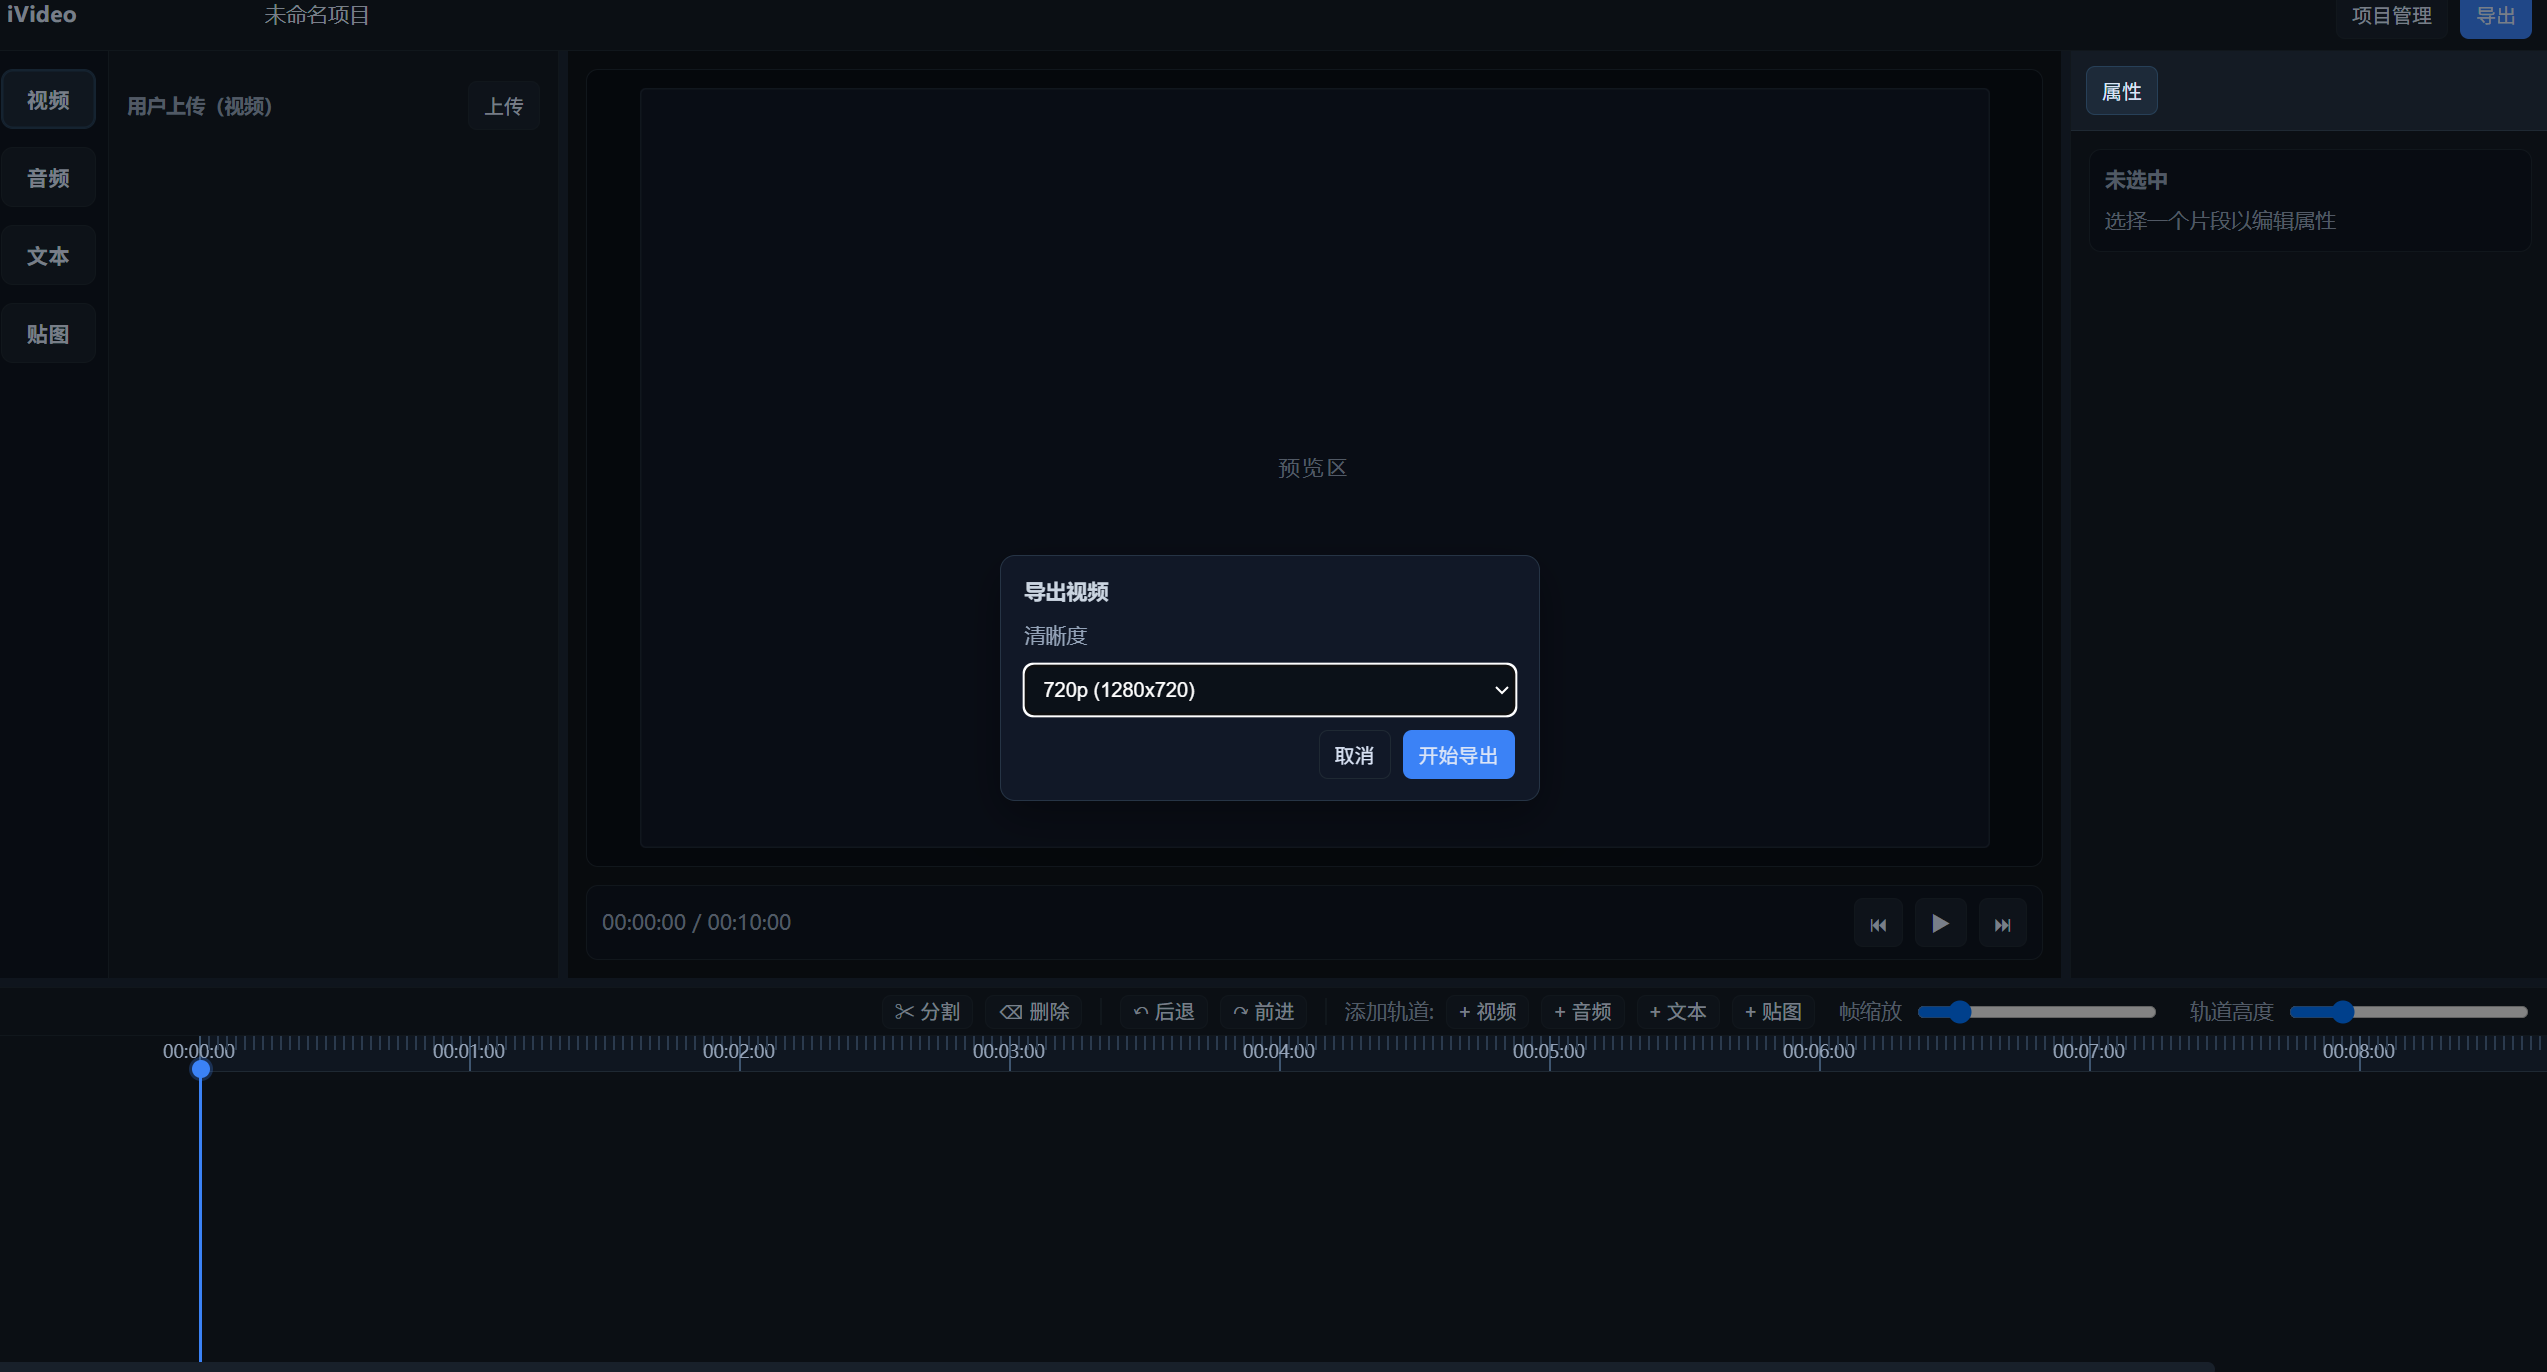 iVideo
未命名项目
项目管理
导出
视频
音频
文本
贴图
用户上传（视频）
上传
预览区
属性
未选中
选择一个片段以编辑属性
导出视频
清晰度
720p (1280x720)
取消
开始导出
00:00:00 / 00:10:00
分割
删除
后退
前进
添加轨道:
+ 视频
+ 音频
+ 文本
+ 贴图
帧缩放
轨道高度
00:00:00
00:01:00
00:02:00
00:03:00
00:04:00
00:05:00
00:06:00
00:07:00
00:08:00